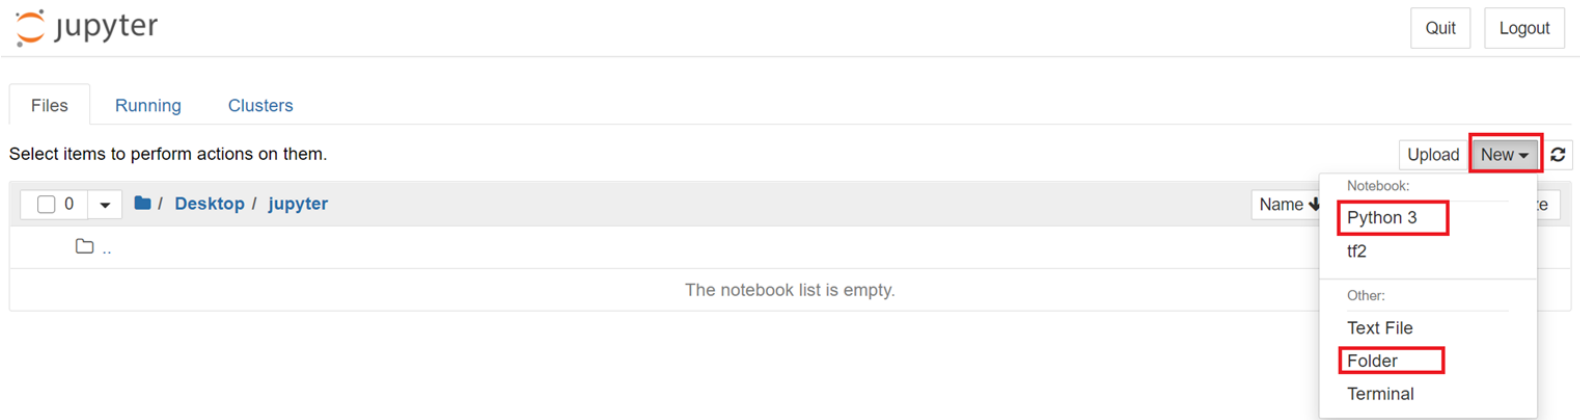 jupyter
Quit Logout
Files Running Clusters
Select items to perform actions on them.
Upload New
0 / Desktop / jupyter
Name
Notebook:
Python 3
tf2
..
The notebook list is empty.
Other:
Text File
Folder
Terminal